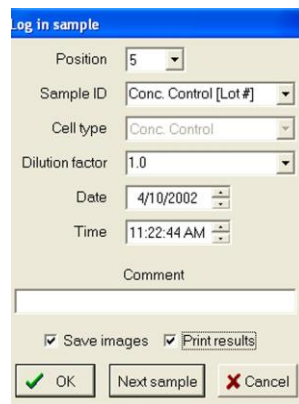 Log in sample
Position 5
Sample ID Conc. Control [Lot #]
Cell type Conc. Control
Dilution factor 1.0
Date 4/10/2002
Time 11:22:44 AM
Comment
Save images Print results
OK Next sample Cancel